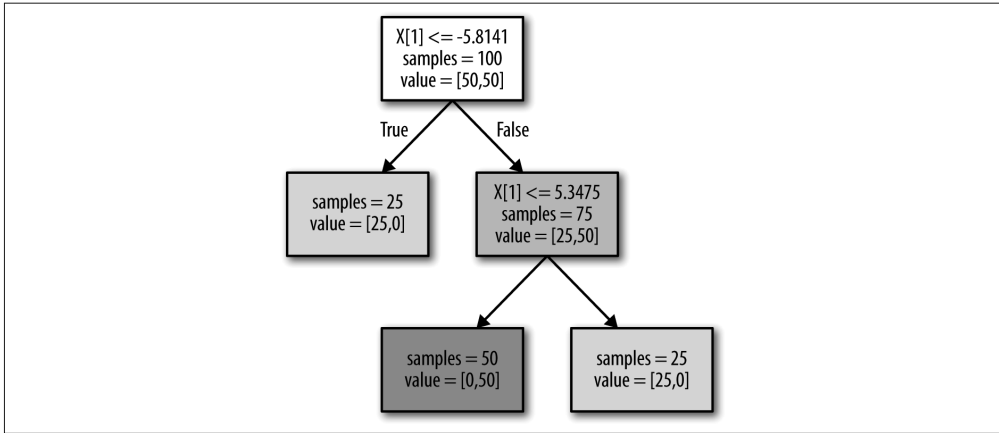 X[1] <= -5.8141
samples = 100
value = [50,50]
True
False
samples = 25
value = [25,0]
X[1] <= 5.3475
samples = 75
value = [25,50]
samples = 50
value = [0,50]
samples = 25
value = [25,0]